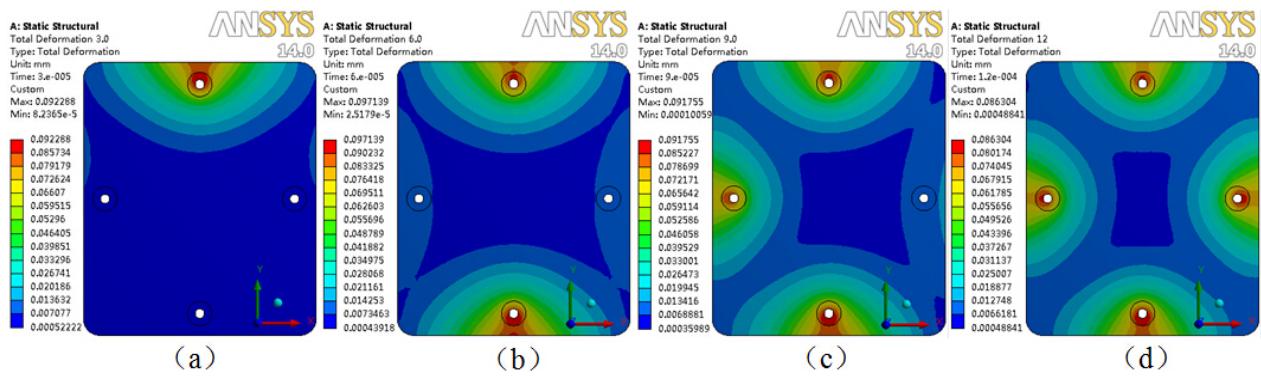 A: Static Structural
Total Deformation 3.0
Type: Total Deformation
Unit: mm
Time: 3.e-005
Custom
Max: 0.092288
Min: 8.2365e-5
0.092288
0.085734
0.079179
0.072624
0.06607
0.059515
0.05296
0.046405
0.039851
0.033296
0.026741
0.020186
0.013632
0.007077
0.00052222
ANSYS
14.0
Y
X
(a)
A: Static Structural
Total Deformation 6.0
Type: Total Deformation
Unit: mm
Time: 6.e-005
Custom
Max: 0.097139
Min: 2.5179e-5
0.097139
0.090232
0.083325
0.076418
0.069511
0.062603
0.055696
0.048789
0.041882
0.034975
0.028068
0.021161
0.014253
0.0073463
0.00043918
ANSYS
14.0
Y
X
(b)
A: Static Structural
Total Deformation 9.0
Type: Total Deformation
Unit: mm
Time: 9.e-005
Custom
Max: 0.091755
Min: 0.00010059
0.091755
0.085227
0.078699
0.072171
0.065642
0.059114
0.052586
0.046058
0.039529
0.033001
0.026473
0.019945
0.013416
0.0068881
0.00035989
ANSYS
14.0
Y
X
(c)
A: Static Structural
Total Deformation 12
Type: Total Deformation
Unit: mm
Time: 1.2e-004
Custom
Max: 0.086304
Min: 0.00048841
0.086304
0.080174
0.074045
0.067915
0.061785
0.055656
0.049526
0.043396
0.037267
0.031137
0.025007
0.018877
0.012748
0.0066181
0.00048841
ANSYS
14.0
Y
X
(d)